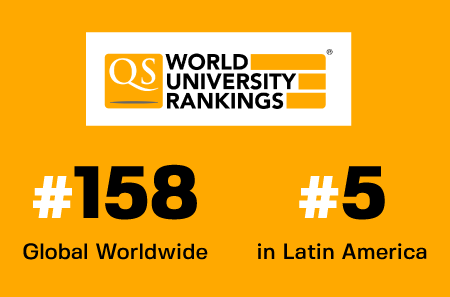 QS WORLD
UNIVERSITY
RANKINGS
®
#158
Global Worldwide
#5
in Latin America